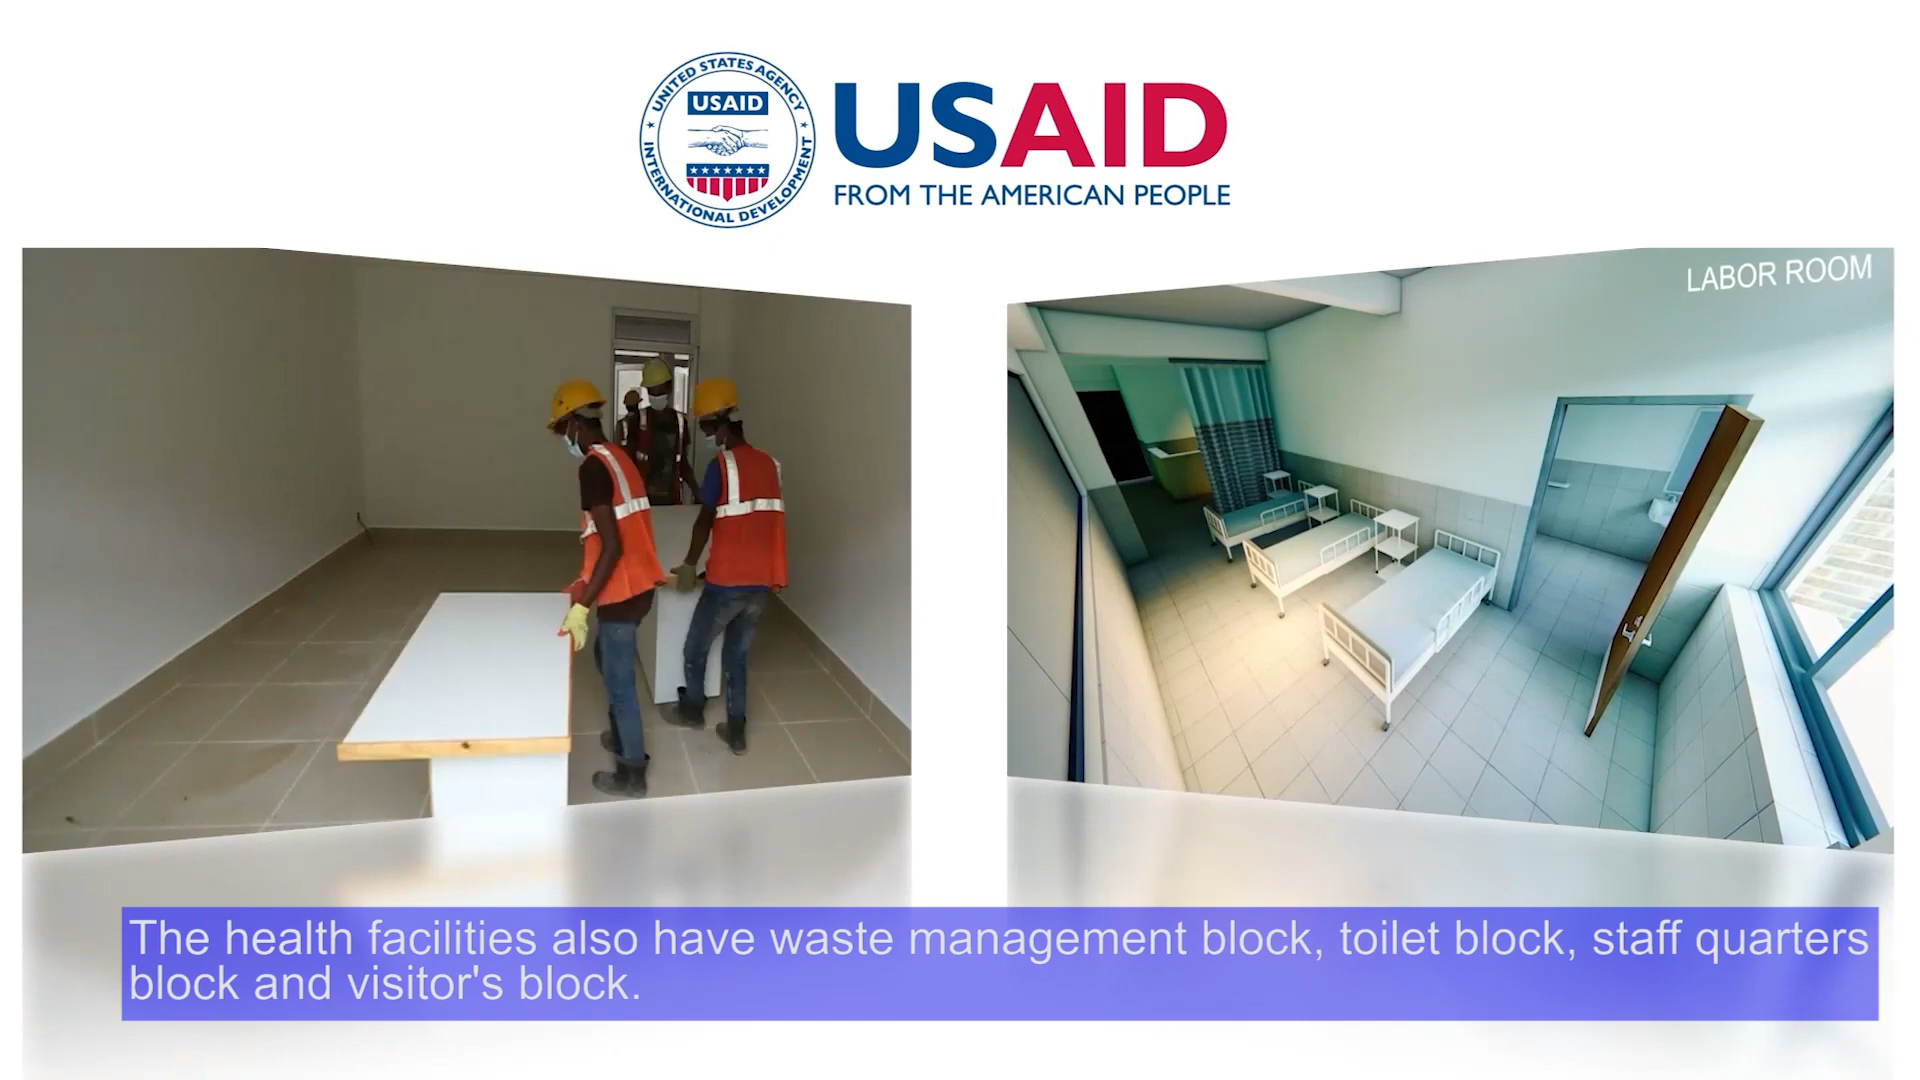 UNITED STATES AGENCY
USAID
INTERNATIONAL DEVELOPMENT
USAID
FROM THE AMERICAN PEOPLE
LABOR ROOM
The health facilities also have waste management block, toilet block, staff quarters
block and visitor's block.